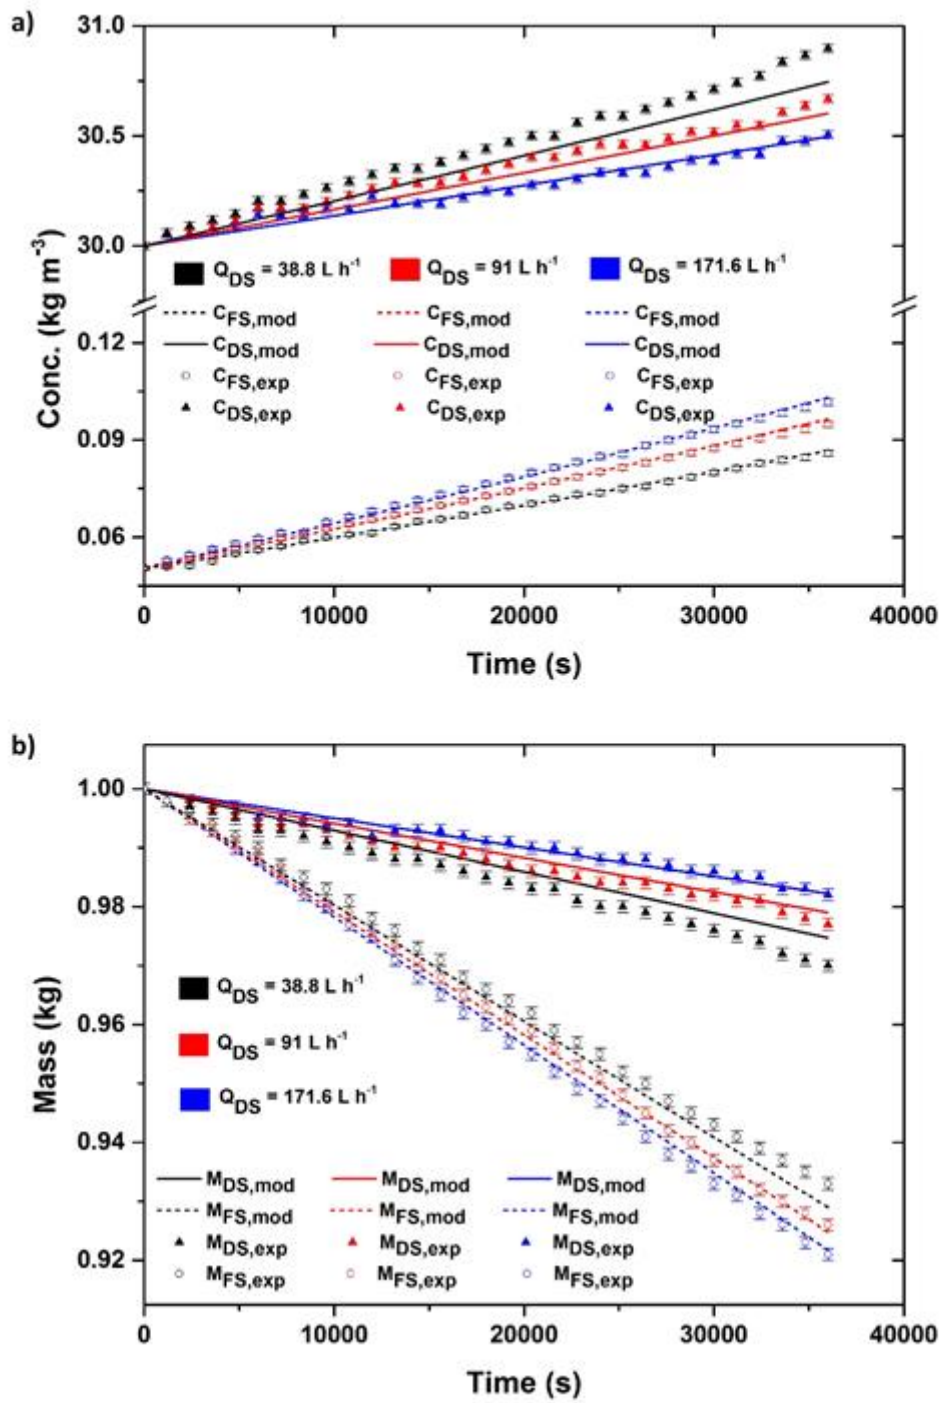 a)
31.0
30.5
30.0
Q_DS = 38.8 L h⁻¹ Q_DS = 91 L h⁻¹ Q_DS = 171.6 L h⁻¹
C_FS,mod C_FS,mod C_FS,mod
C_DS,mod C_DS,mod C_DS,mod
C_FS,exp C_FS,exp C_FS,exp
C_DS,exp C_DS,exp C_DS,exp
0.12
0.09
0.06
Conc. (kg m⁻³)
0 10000 20000 30000 40000
Time (s)
b)
1.00
0.98
0.96
0.94
0.92
Mass (kg)
Q_DS = 38.8 L h⁻¹
Q_DS = 91 L h⁻¹
Q_DS = 171.6 L h⁻¹
M_DS,mod M_DS,mod M_DS,mod
M_FS,mod M_FS,mod M_FS,mod
M_DS,exp M_DS,exp M_DS,exp
M_FS,exp M_FS,exp M_FS,exp
0 10000 20000 30000 40000
Time (s)